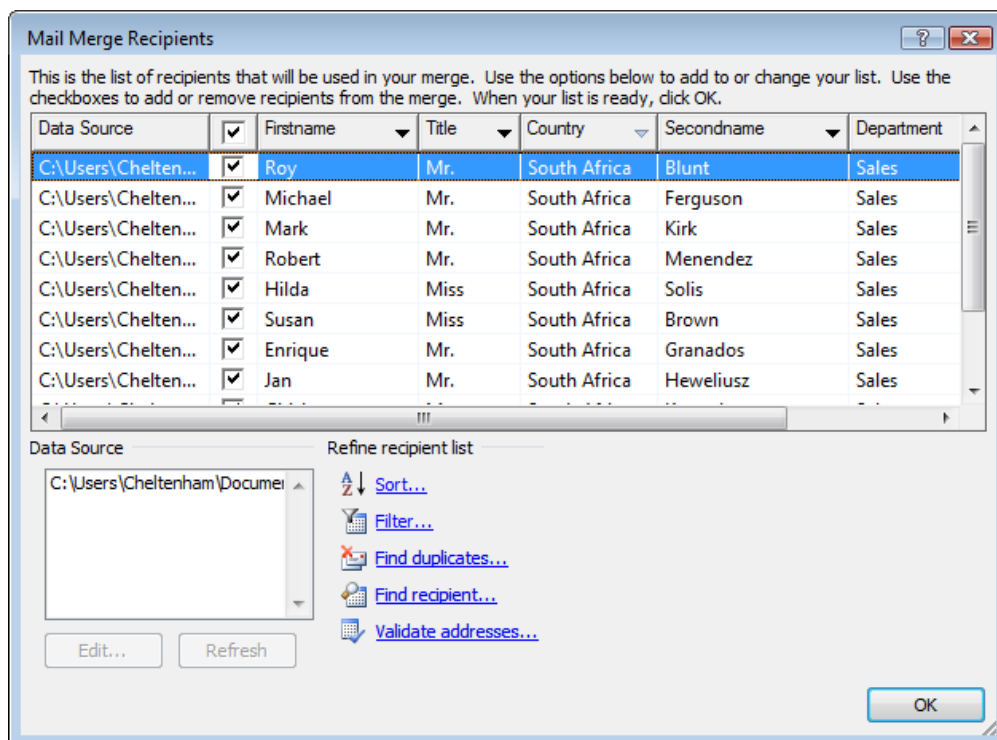 Mail Merge Recipients
This is the list of recipients that will be used in your merge. Use the options below to add to or change your list. Use the
checkboxes to add or remove recipients from the merge. When your list is ready, click OK.
Data Source Firstname Title Country Secondname Department
C:\Users\Chelten... Roy Mr. South Africa Blunt Sales
C:\Users\Chelten... Michael Mr. South Africa Ferguson Sales
C:\Users\Chelten... Mark Mr. South Africa Kirk Sales
C:\Users\Chelten... Robert Mr. South Africa Menendez Sales
C:\Users\Chelten... Hilda Miss South Africa Solis Sales
C:\Users\Chelten... Susan Miss South Africa Brown Sales
C:\Users\Chelten... Enrique Mr. South Africa Granados Sales
C:\Users\Chelten... Jan Mr. South Africa Heweliusz Sales
Data Source
C:\Users\Cheltenham\Documer
Edit...
Refresh
Refine recipient list
Sort...
Filter...
Find duplicates...
Find recipient...
Validate addresses...
OK